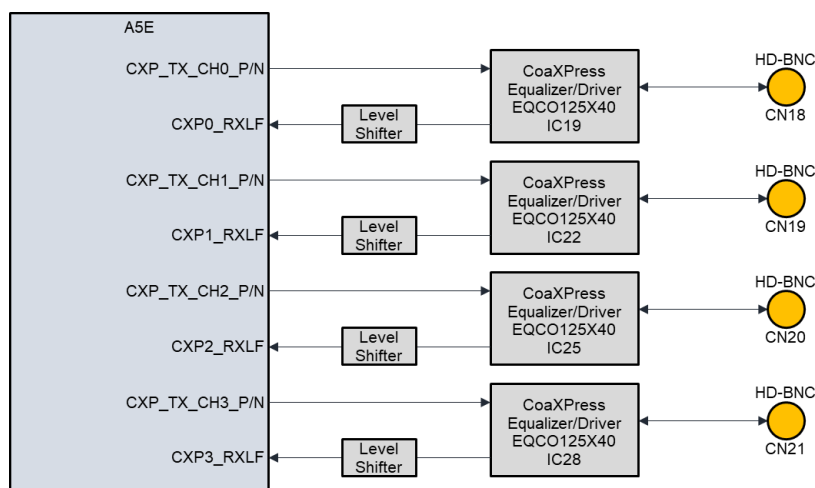 A5E
CXP_TX_CH0_P/N
CXP0_RXLF
Level
Shifter
CoaXPress
Equalizer/Driver
EQCO125X40
IC19
HD-BNC
CN18
CXP_TX_CH1_P/N
CXP1_RXLF
Level
Shifter
CoaXPress
Equalizer/Driver
EQCO125X40
IC22
HD-BNC
CN19
CXP_TX_CH2_P/N
CXP2_RXLF
Level
Shifter
CoaXPress
Equalizer/Driver
EQCO125X40
IC25
HD-BNC
CN20
CXP_TX_CH3_P/N
CXP3_RXLF
Level
Shifter
CoaXPress
Equalizer/Driver
EQCO125X40
IC28
HD-BNC
CN21